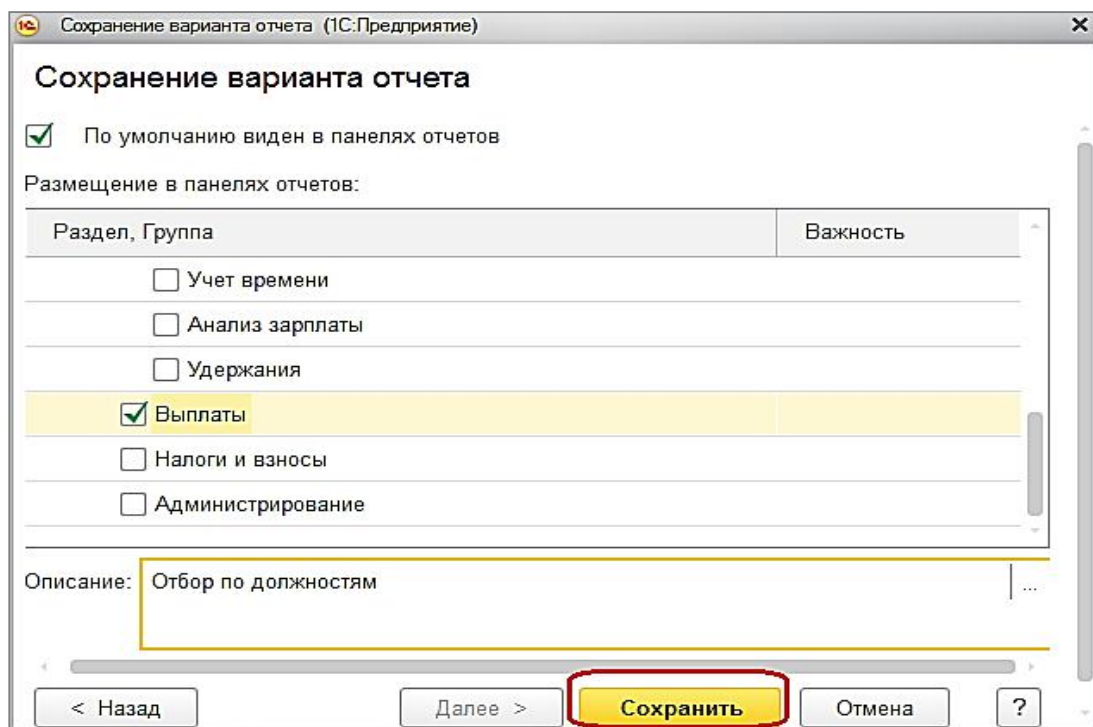 Сохранение варианта отчета (1С:Предприятие)
Сохранение варианта отчета
По умолчанию виден в панелях отчетов
Размещение в панелях отчетов:
Раздел, Группа Важность
Учет времени
Анализ зарплаты
Удержания
Выплаты
Налоги и взносы
Администрирование
Описание: Отбор по должностям ...
< Назад Далее > Сохранить Отмена ?